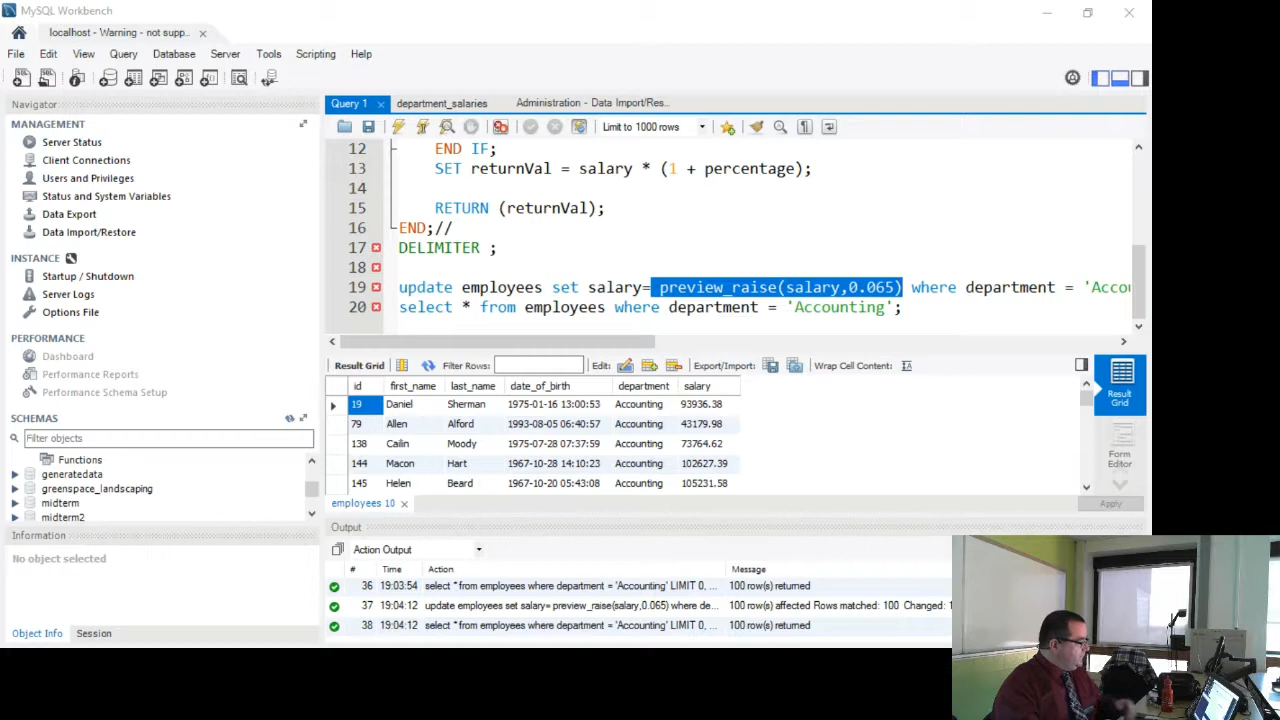 MySQL Workbench
localhost - Warning - not supp..
File Edit View Query Database Server Tools Scripting Help
Navigator
MANAGEMENT
Server Status
Client Connections
Users and Privileges
Status and System Variables
Data Export
Data Import/Restore
INSTANCE
Startup / Shutdown
Server Logs
Options File
PERFORMANCE
Dashboard
Performance Reports
Performance Schema Setup
SCHEMAS
Filter objects
Functions
generatedata
greenspace_landscaping
midterm
midterm2
Information
No object selected
Object Info Session
Query 1 department_salaries Administration - Data Import/Res..
Limit to 1000 rows
12 END IF;
13 SET returnVal = salary * (1 + percentage);
14
15 RETURN (returnVal);
16 END;//
17 DELIMITER ;
18
19 update employees set salary= preview_raise(salary,0.065) where department = 'Accou
20 select * from employees where department = 'Accounting';
Result Grid Filter Rows: Edit: Export/Import: Wrap Cell Content:
id first_name last_name date_of_birth department salary
19 Daniel Sherman 1975-01-16 13:00:53 Accounting 93936.38
79 Allen Alford 1993-08-05 06:40:57 Accounting 43179.98
138 Cailin Moody 1975-07-28 07:37:59 Accounting 73764.62
144 Macon Hart 1967-10-28 14:10:23 Accounting 102627.39
145 Helen Beard 1967-10-20 05:43:08 Accounting 105231.58
Result
Grid
Form
Editor
employees 10
Apply
Output
Action Output
# Time Action Message
36 19:03:54 select * from employees where department = 'Accounting' LIMIT 0, ... 100 row(s) returned
37 19:04:12 update employees set salary= preview_raise(salary,0.065) where de... 100 row(s) affected Rows matched: 100 Changed: 1
38 19:04:12 select * from employees where department = 'Accounting' LIMIT 0, ... 100 row(s) returned